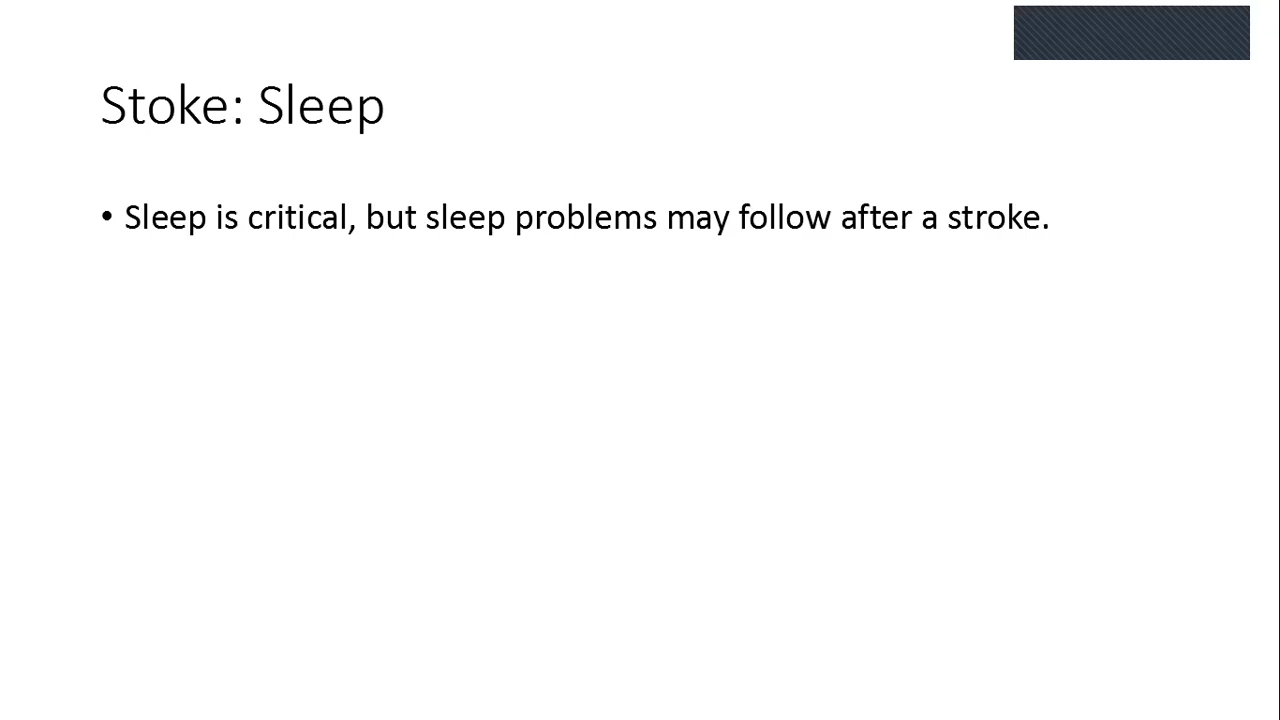 Stoke: Sleep
• Sleep is critical, but sleep problems may follow after a stroke.